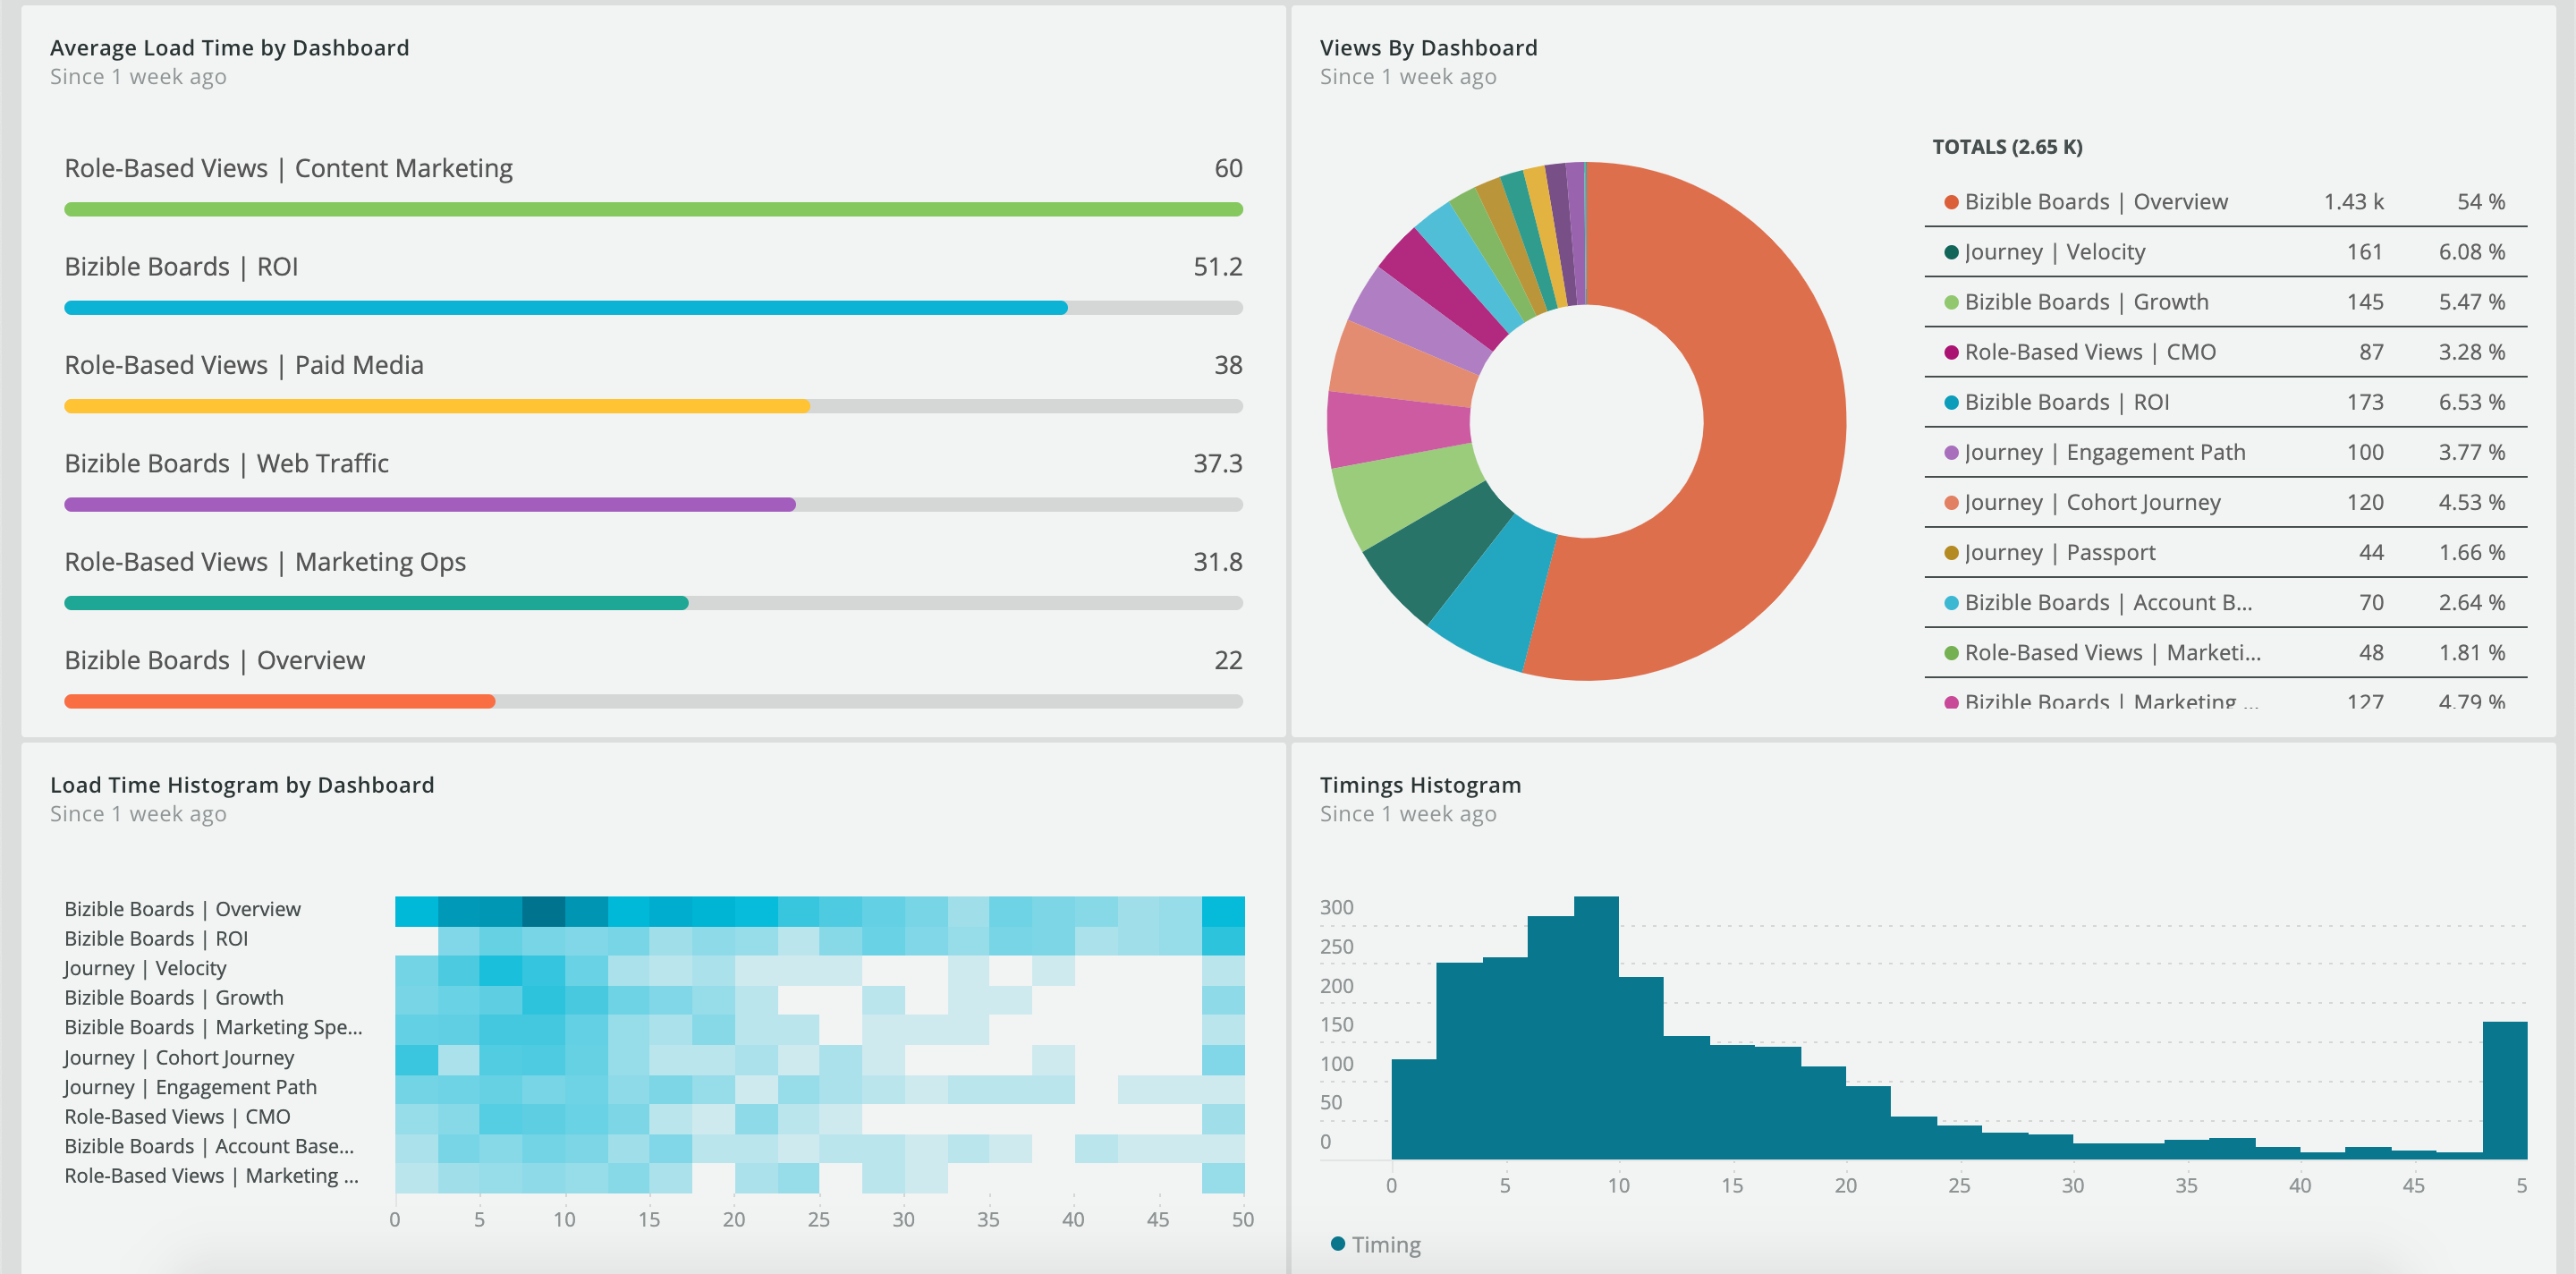 Average Load Time by Dashboard
Since 1 week ago
Role-Based Views | Content Marketing 60
Bizible Boards | ROI 51.2
Role-Based Views | Paid Media 38
Bizible Boards | Web Traffic 37.3
Role-Based Views | Marketing Ops 31.8
Bizible Boards | Overview 22
Views By Dashboard
Since 1 week ago
TOTALS (2.65 K)
Bizible Boards | Overview 1.43 k 54 %
Journey | Velocity 161 6.08 %
Bizible Boards | Growth 145 5.47 %
Role-Based Views | CMO 87 3.28 %
Bizible Boards | ROI 173 6.53 %
Journey | Engagement Path 100 3.77 %
Journey | Cohort Journey 120 4.53 %
Journey | Passport 44 1.66 %
Bizible Boards | Account B... 70 2.64 %
Role-Based Views | Marketi... 48 1.81 %
Bizible Boards | Marketing ... 127 4.79 %
Load Time Histogram by Dashboard
Since 1 week ago
Bizible Boards | Overview
Bizible Boards | ROI
Journey | Velocity
Bizible Boards | Growth
Bizible Boards | Marketing Spe...
Journey | Cohort Journey
Journey | Engagement Path
Role-Based Views | CMO
Bizible Boards | Account Base...
Role-Based Views | Marketing ...
0 5 10 15 20 25 30 35 40 45 50
Timings Histogram
Since 1 week ago
300
250
200
150
100
50
0
0 5 10 15 20 25 30 35 40 45 5
Timing